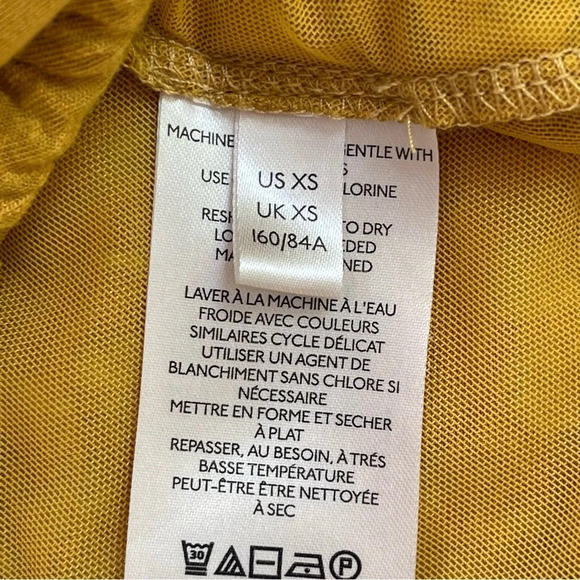 MACHINE GENTLE WITH
USE LORINE
US XS
UK XS
160/84A
RESH TO DRY
LO EDED
MA NED
LAVER À LA MACHINE À L'EAU
FROIDE AVEC COULEURS
SIMILAIRES CYCLE DÉLICAT
UTILISER UN AGENT DE
BLANCHIMENT SANS CHLORE SI
NÉCESSAIRE
METTRE EN FORME ET SECHER
À PLAT
REPASSER, AU BESOIN, À TRÉS
BASSE TEMPÉRATURE
PEUT-ÊTRE ÊTRE NETTOYÉE
À SEC
30 P